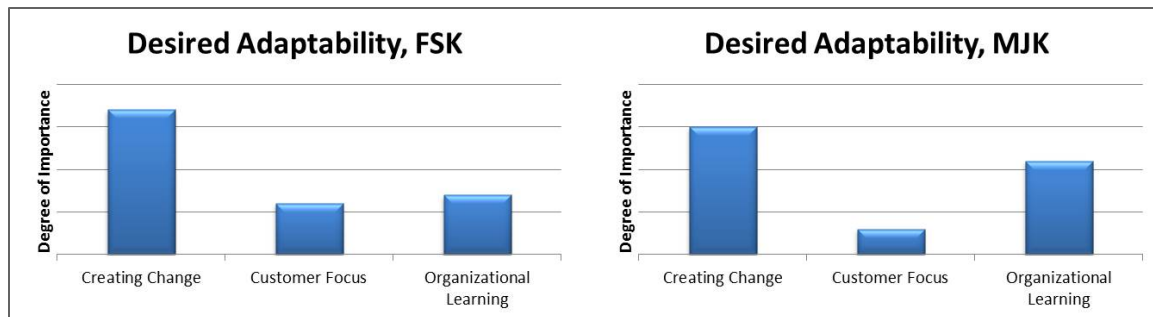 Desired Adaptability, FSK
Degree of Importance
Creating Change
Customer Focus
Organizational
Learning
Desired Adaptability, MJK
Degree of Importance
Creating Change
Customer Focus
Organizational
Learning